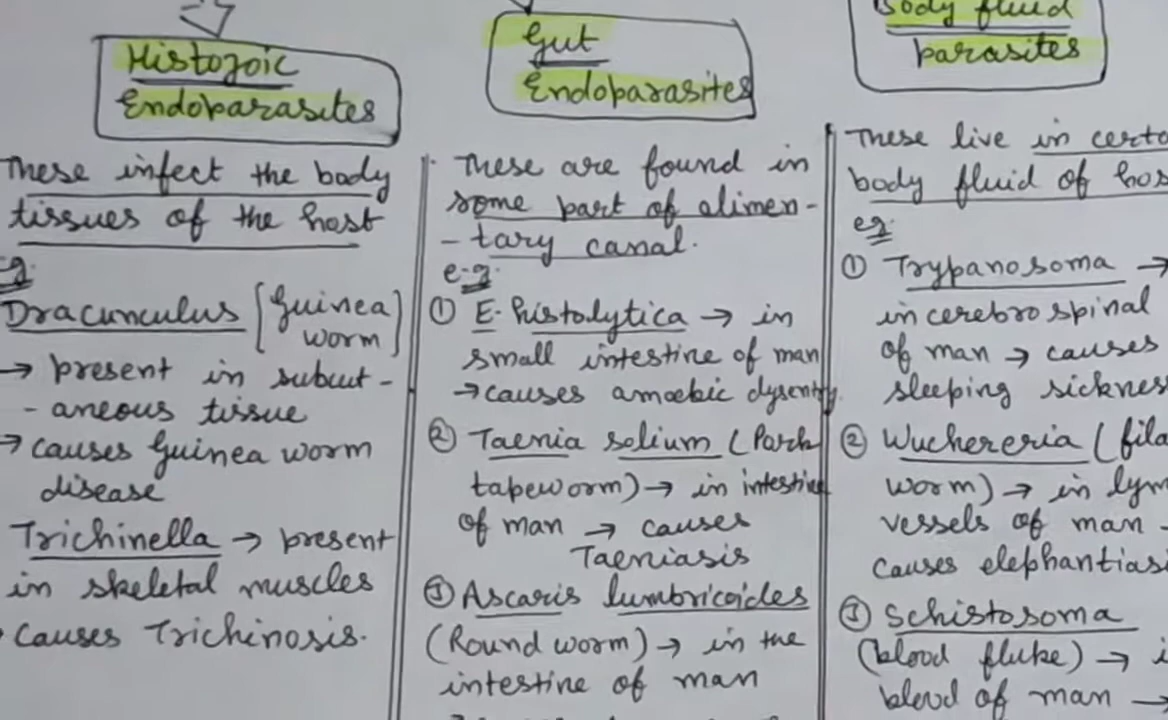 Histozoic
Endoparasites
These infect the body
tissues of the host
Dracunculus [Guinea
worm]
→ present in subcut-
-aneous tissue
→ causes Guinea worm
disease
Trichinella → present
in skeletal muscles
causes Trichinosis.
Gut
Endoparasites
These are found in
some part of alimen-
-tary canal.
e.g.
① E. histolytica → in
small intestine of man
→ causes amoebic dysentry
② Taenia solium (Pork
tapeworm) → in intestine
of man → causes
Taeniasis
③ Ascaris lumbricoides
(Round worm) → in the
intestine of man
Body fluid
parasites
These live in certa
body fluid of hos
eg.
① Trypanosoma →
in cerebrospinal
of man → causes
sleeping sicknes
② Wuchereria (fila
worm) → in lym
vessels of man
causes elephantiasi
③ Schistosoma
(blood fluke) → i
blood of man →